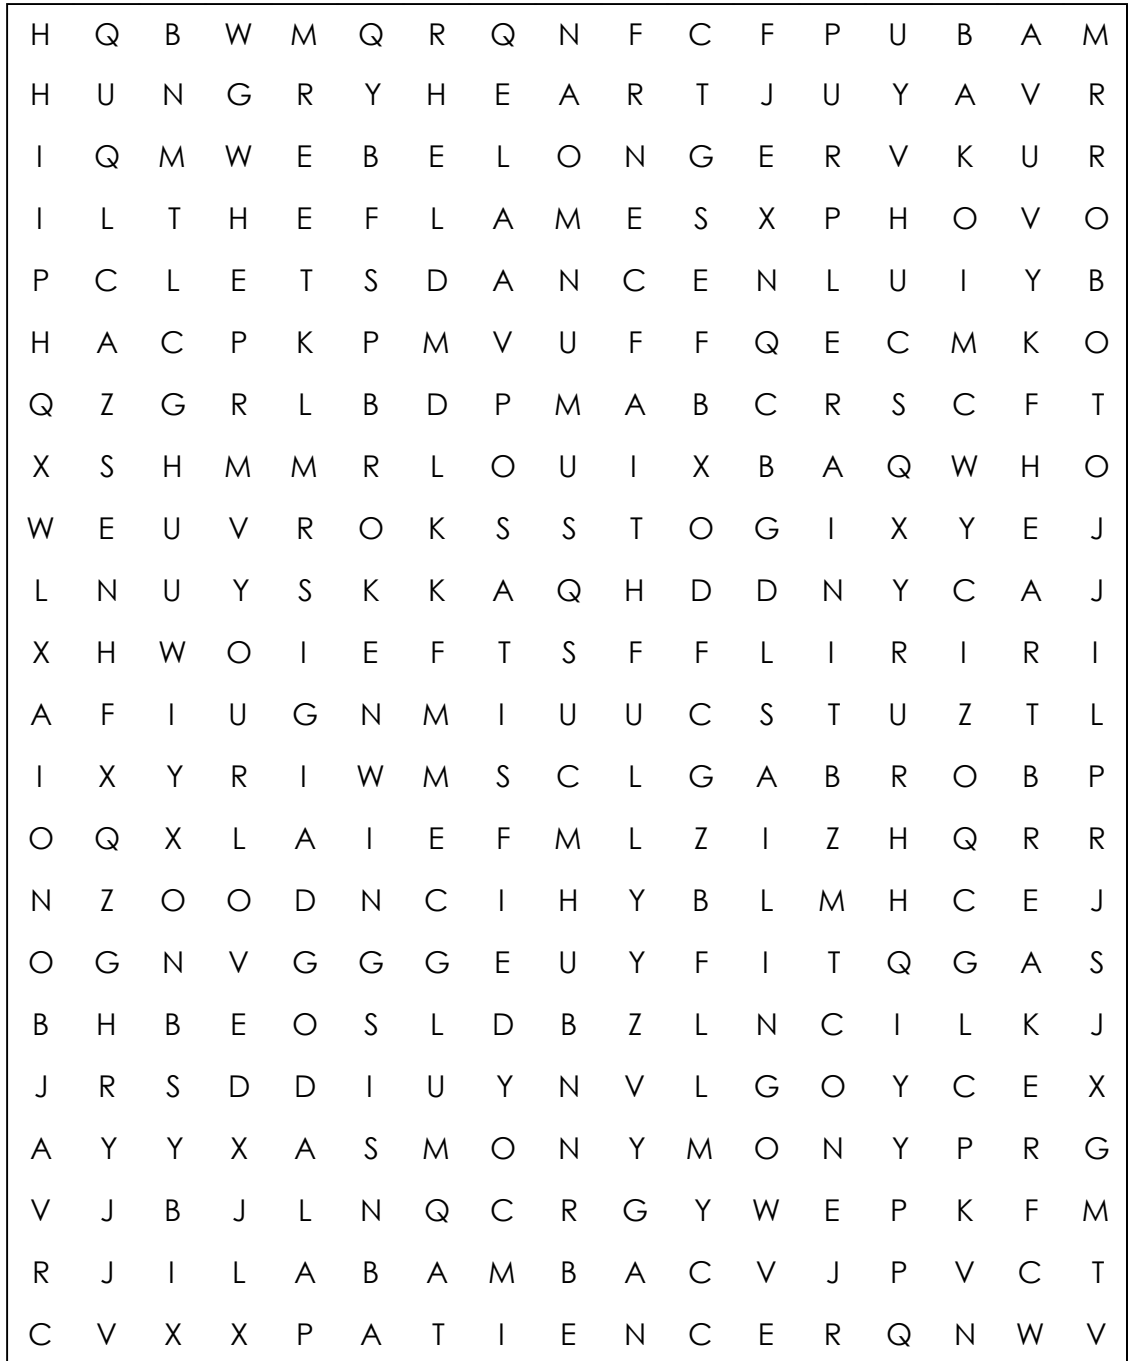 H Q B W M Q R Q N F C F P U B A M
H U N G R Y H E A R T J U Y A V R
I Q M W E B E L O N G E R V K U R
I L T H E F L A M E S X P H O V O
P C L E T S D A N C E N L U I Y B
H A C P K P M V U F F Q E C M K O
Q Z G R L B D P M A B C R S C F T
X S H M M R L O U I X B A Q W H O
W E U V R O K S S T O G I X Y E J
L N U Y S K K A Q H D D N Y C A J
X H W O I E F T S F F L I R I R I
A F I U G N M I U U C S T U Z T L
I X Y R I W M S C L G A B R O B P
O Q X L A I E F M L Z I Z H Q R R
N Z O O D N C I H Y B L M H C E J
O G N V G G G E U Y F I T Q G A S
B H B E O S L D B Z L N C I L K J
J R S D D I U Y N V L G O Y C E X
A Y Y X A S M O N Y M O N Y P R G
V J B J L N Q C R G Y W E P K F M
R J I L A B A M B A C V J P V C T
C V X X P A T I E N C E R Q N W V